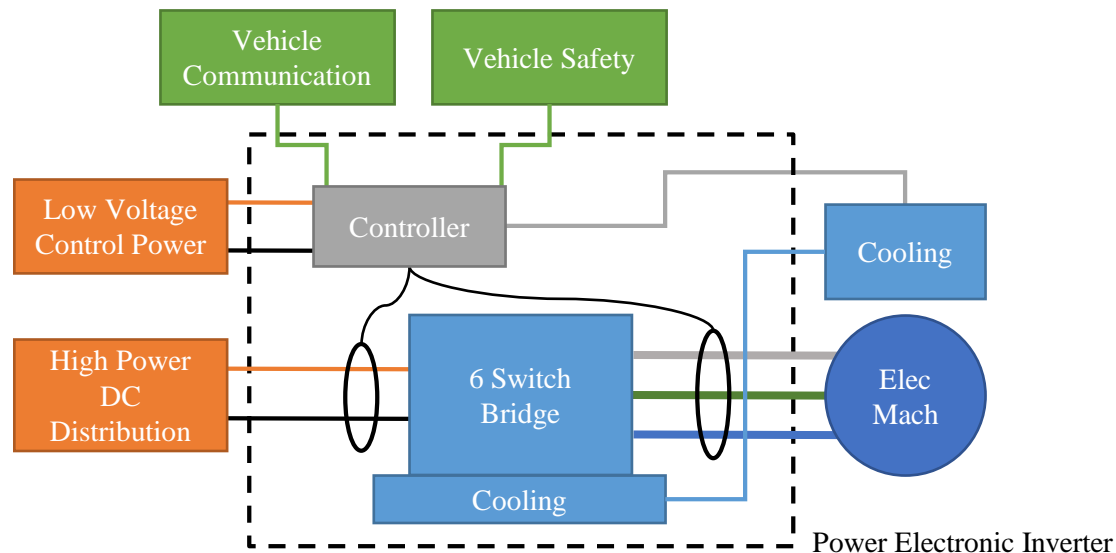 Vehicle
Communication
Vehicle Safety
Low Voltage
Control Power
Controller
Cooling
High Power
DC
Distribution
6 Switch
Bridge
Elec
Mach
Cooling
Power Electronic Inverter